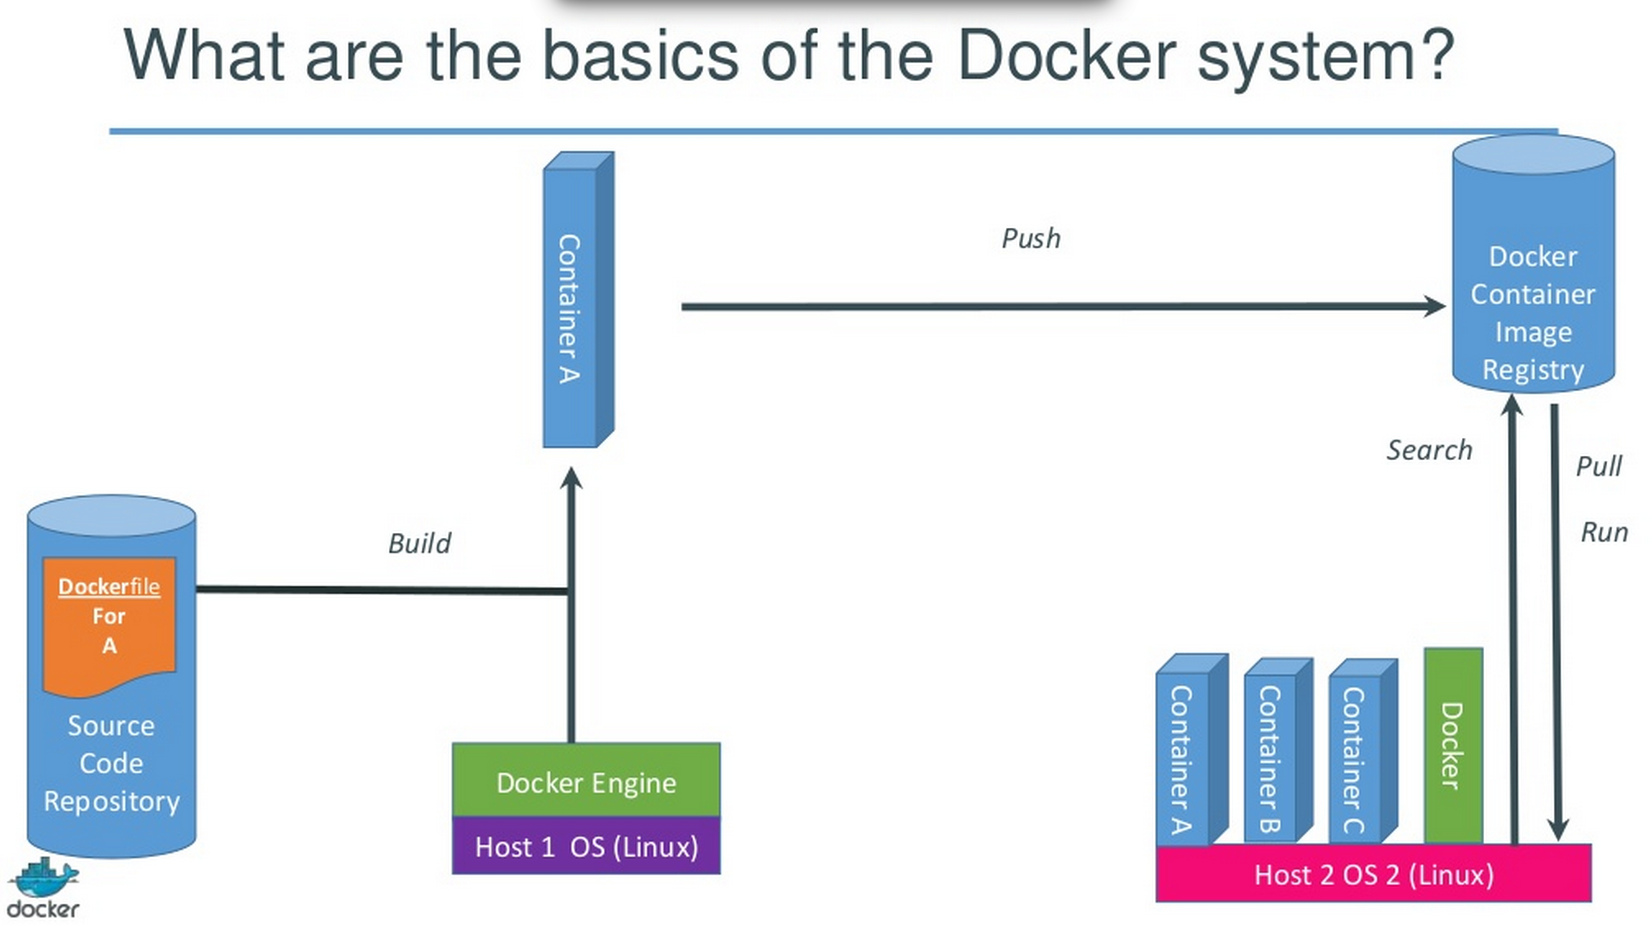 What are the basics of the Docker system?
Container A
Push
Docker
Container
Image
Registry
Search
Pull
Run
Build
Dockerfile
For
A
Source
Code
Repository
Docker Engine
Host 1 OS (Linux)
Container A
Container B
Container C
Docker
Host 2 OS 2 (Linux)
docker